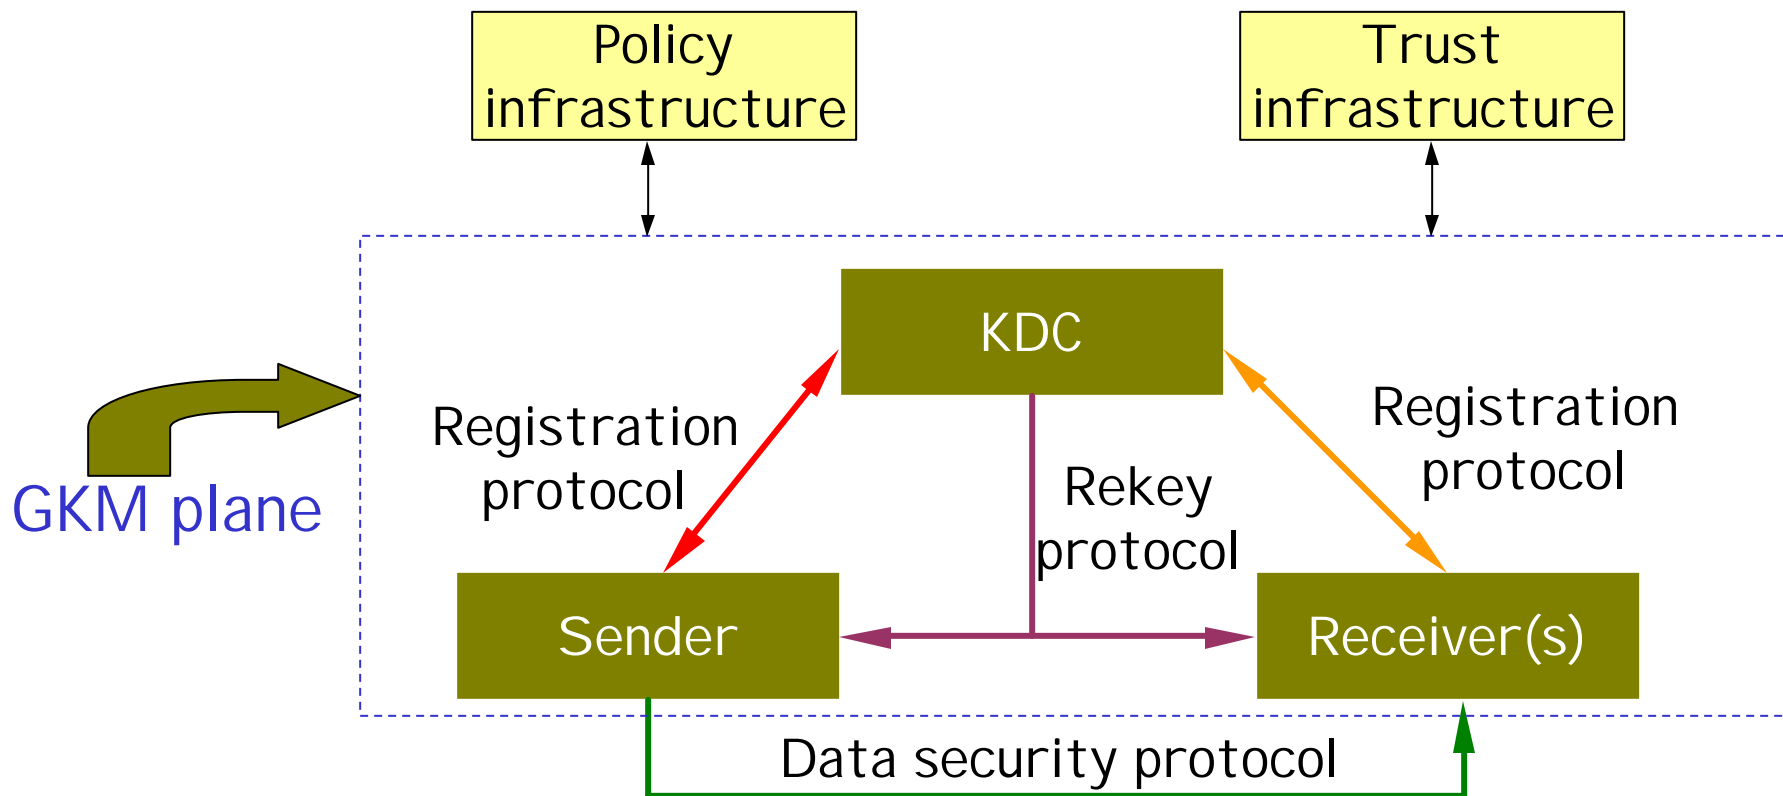 Policy
infrastructure
Trust
infrastructure
KDC
Registration
protocol
Registration
protocol
Rekey
protocol
GKM plane
Sender
Receiver(s)
Data security protocol